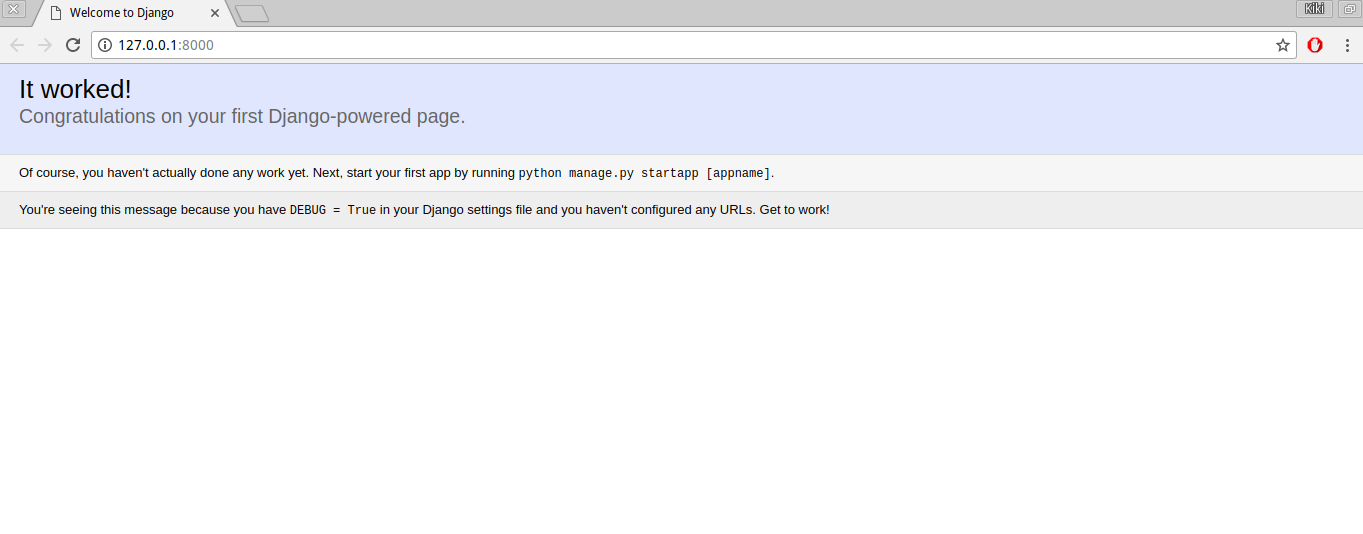 Welcome to Django
Kiki
127.0.0.1:8000
It worked!
Congratulations on your first Django-powered page.
Of course, you haven't actually done any work yet. Next, start your first app by running python manage.py startapp [appname].
You're seeing this message because you have DEBUG = True in your Django settings file and you haven't configured any URLs. Get to work!